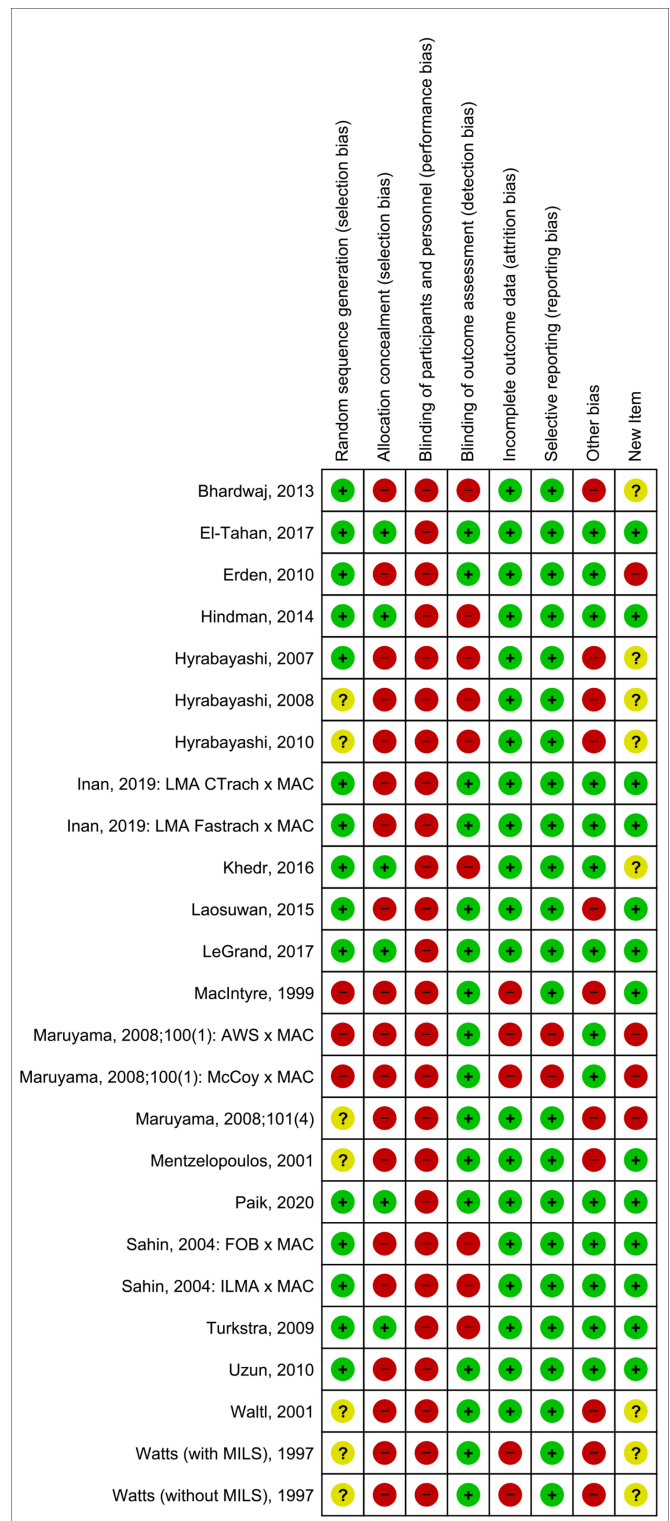 Random sequence generation (selection bias)
Allocation concealment (selection bias)
Blinding of participants and personnel (performance bias)
Blinding of outcome assessment (detection bias)
Incomplete outcome data (attrition bias)
Selective reporting (reporting bias)
Other bias
New Item
Bhardwaj, 2013 + - - - + + - ?
El-Tahan, 2017 + + - + + + + +
Erden, 2010 + - - + + + + -
Hindman, 2014 + + - - + + + +
Hyrabayashi, 2007 + - - - + + - ?
Hyrabayashi, 2008 ? - - - + + - ?
Hyrabayashi, 2010 ? - - - + + - ?
Inan, 2019: LMA CTrach x MAC + - - + + + + +
Inan, 2019: LMA Fastrach x MAC + - - + + + + +
Khedr, 2016 + + - - + + + ?
Laosuwan, 2015 + - - + + + - +
LeGrand, 2017 + + - + + + + +
MacIntyre, 1999 - - - + - + - +
Maruyama, 2008;100(1): AWS x MAC - - - + - - + -
Maruyama, 2008;100(1): McCoy x MAC - - - + - - + -
Maruyama, 2008;101(4) ? - - + + + - -
Mentzelopoulos, 2001 ? - - + + + - +
Paik, 2020 + + - + + + + +
Sahin, 2004: FOB x MAC + - - - + + + +
Sahin, 2004: ILMA x MAC + - - - + + + +
Turkstra, 2009 + + - - + + + +
Uzun, 2010 + - - + + + + +
Waltl, 2001 ? - - + + + - ?
Watts (with MILS), 1997 ? - - + - + - ?
Watts (without MILS), 1997 ? - - + - + - ?